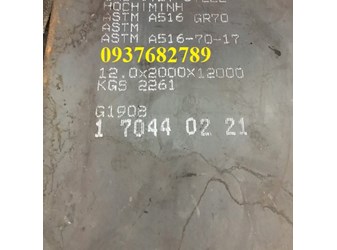 HOCHIMINH
ASTM A516 GR70
ASTM
ASTM A516-70-17
0937682789
12.0x2000x12000
KGS 2261
G1908
1 7044 02 21